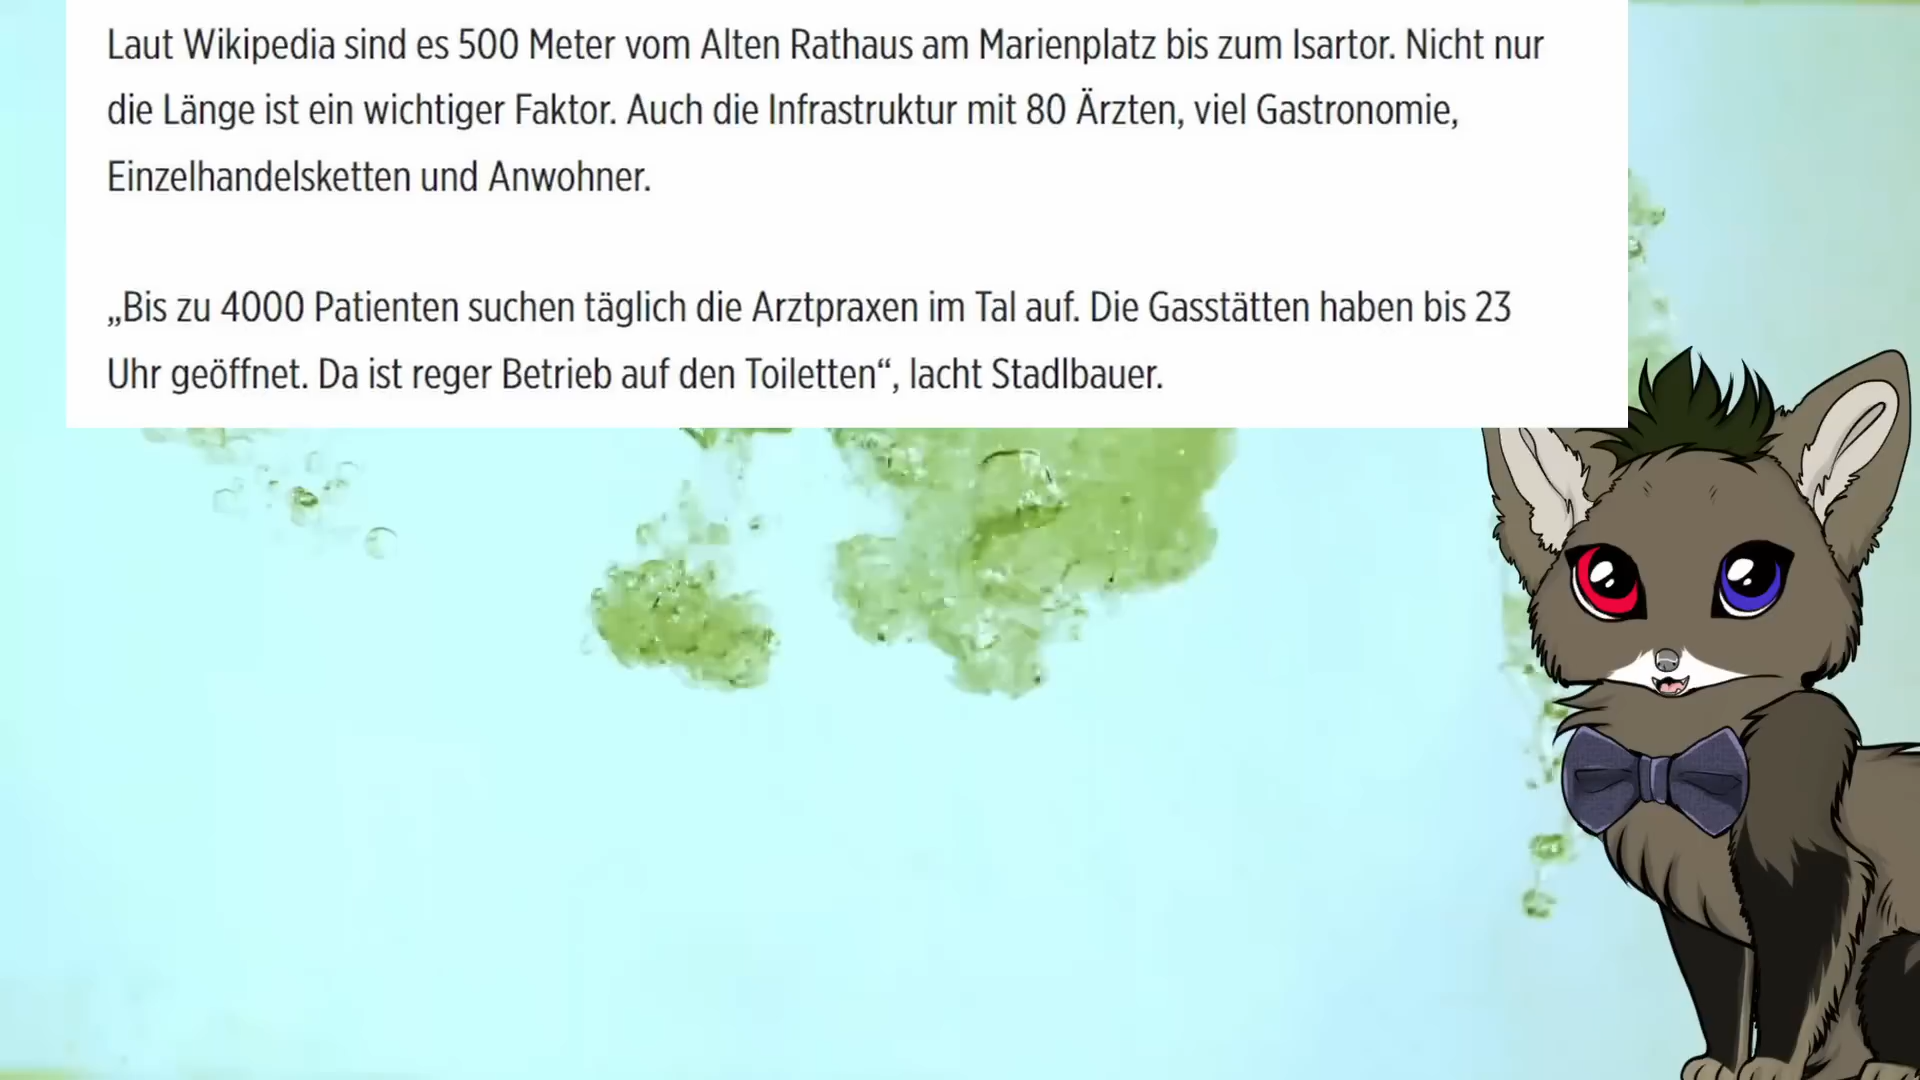 Laut Wikipedia sind es 500 Meter vom Alten Rathaus am Marienplatz bis zum Isartor. Nicht nur
die Länge ist ein wichtiger Faktor. Auch die Infrastruktur mit 80 Ärzten, viel Gastronomie,
Einzelhandelsketten und Anwohner.
„Bis zu 4000 Patienten suchen täglich die Arztpraxen im Tal auf. Die Gasstätten haben bis 23
Uhr geöffnet. Da ist reger Betrieb auf den Toiletten“, lacht Stadlbauer.